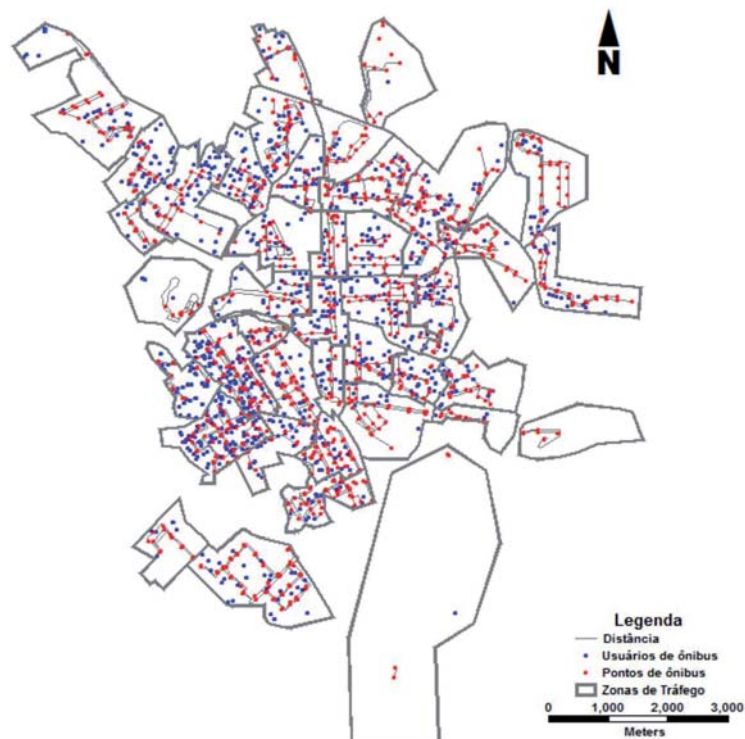 N
Legenda
Distância
Usuários de ônibus
Pontos de ônibus
Zonas de Tráfego
0 1,000 2,000 3,000
Meters